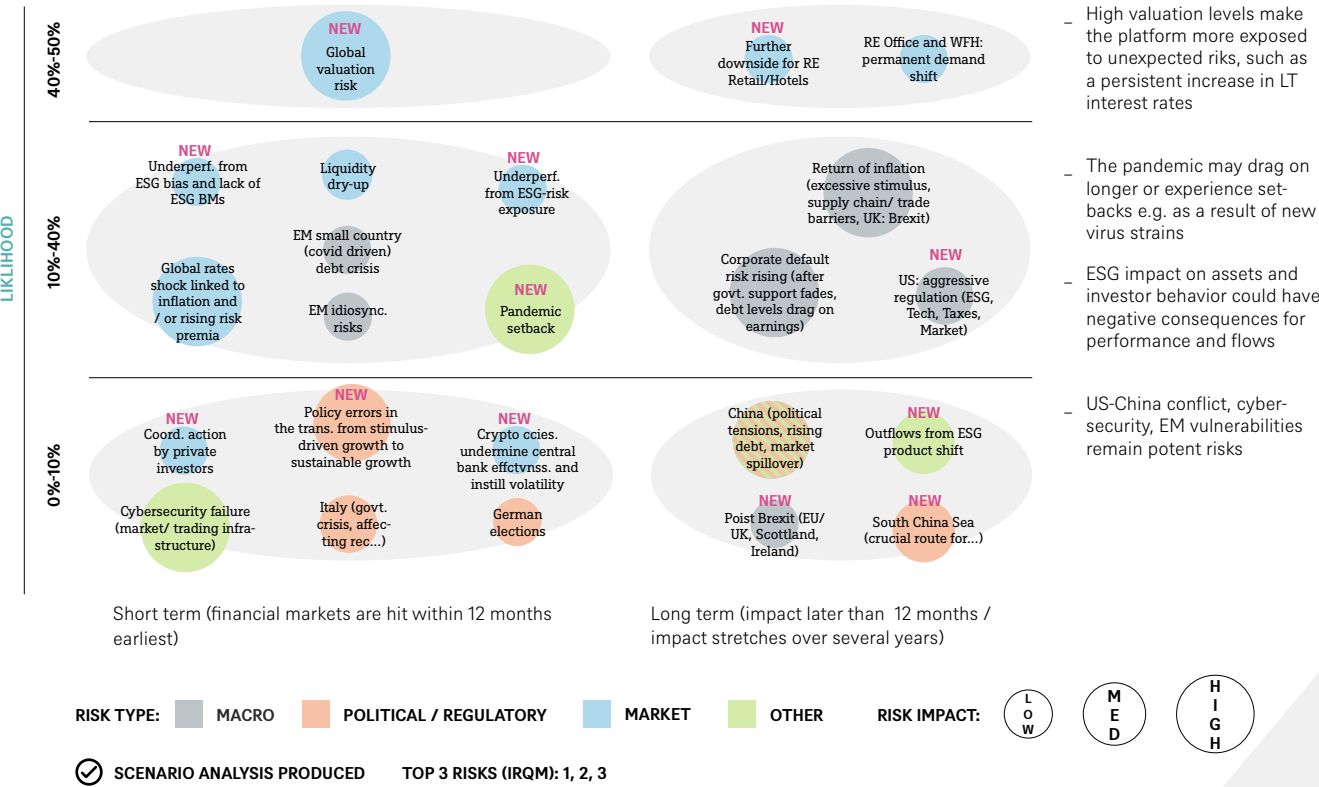 LIKLIHOOD
40%-50%
NEW
Global
valuation
risk
NEW
Further
downside for RE
Retail/Hotels
RE Office and WFH:
permanent demand
shift
– High valuation levels make
the platform more exposed
to unexpected riks, such as
a persistent increase in LT
interest rates
10%-40%
NEW
Underperf. from
ESG bias and lack of
ESG BMs
Liquidity
dry-up
NEW
Underperf.
from ESG-risk
exposure
EM small country
(covid driven)
debt crisis
Global rates
shock linked to
inflation and
/ or rising risk
premia
EM idiosync.
risks
NEW
Pandemic
setback
Return of inflation
(excessive stimulus,
supply chain/ trade
barriers, UK: Brexit)
Corporate default
risk rising (after
govt. support fades,
debt levels drag on
earnings)
NEW
US: aggressive
regulation (ESG,
Tech, Taxes,
Market)
– The pandemic may drag on
longer or experience set-
backs e.g. as a result of new
virus strains
– ESG impact on assets and
investor behavior could have
negative consequences for
performance and flows
0%-10%
NEW
Coord. action
by private
investors
NEW
Policy errors in
the trans. from stimulus-
driven growth to
sustainable growth
NEW
Crypto ccies.
undermine central
bank effctvnss. and
instill volatility
Cybersecurity failure
(market/ trading infra-
structure)
Italy (govt.
crisis, affec-
ting rec...)
German
elections
China (political
tensions, rising
debt, market
spillover)
NEW
Outflows from ESG
product shift
NEW
Poist Brexit (EU/
UK, Scottland,
Ireland)
NEW
South China Sea
(crucial route for...)
– US-China conflict, cyber-
security, EM vulnerabilities
remain potent risks
Short term (financial markets are hit within 12 months
earliest)
Long term (impact later than 12 months /
impact stretches over several years)
RISK TYPE: MACRO POLITICAL / REGULATORY MARKET OTHER RISK IMPACT: LOW MED HIGH
SCENARIO ANALYSIS PRODUCED TOP 3 RISKS (IRQM): 1, 2, 3